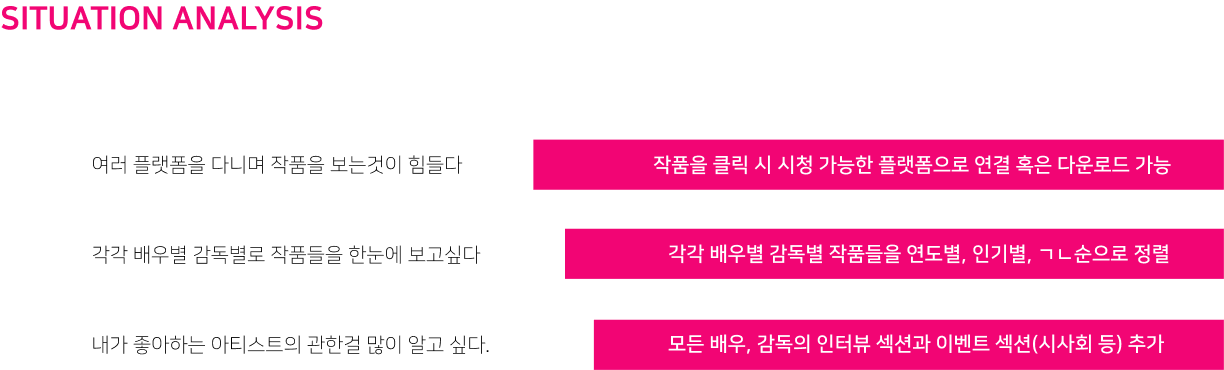 SITUATION ANALYSIS
여러 플랫폼을 다니며 작품을 보는것이 힘들다
작품을 클릭 시 시청 가능한 플랫폼으로 연결 혹은 다운로드 가능
각각 배우별 감독별로 작품들을 한눈에 보고싶다
각각 배우별 감독별 작품들을 연도별, 인기별, ㄱㄴ순으로 정렬
내가 좋아하는 아티스트의 관한걸 많이 알고 싶다.
모든 배우, 감독의 인터뷰 섹션과 이벤트 섹션(시사회 등) 추가